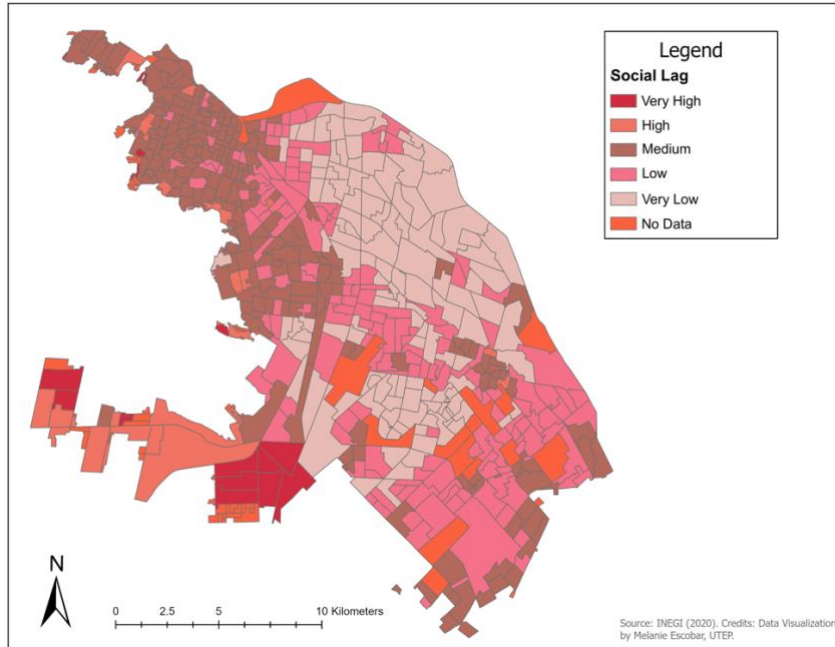 Legend
Social Lag
Very High
High
Medium
Low
Very Low
No Data
N
0 2.5 5 10 Kilometers
Source: INEGI (2020). Credits: Data Visualization
by Melanie Escobar, UTEP.